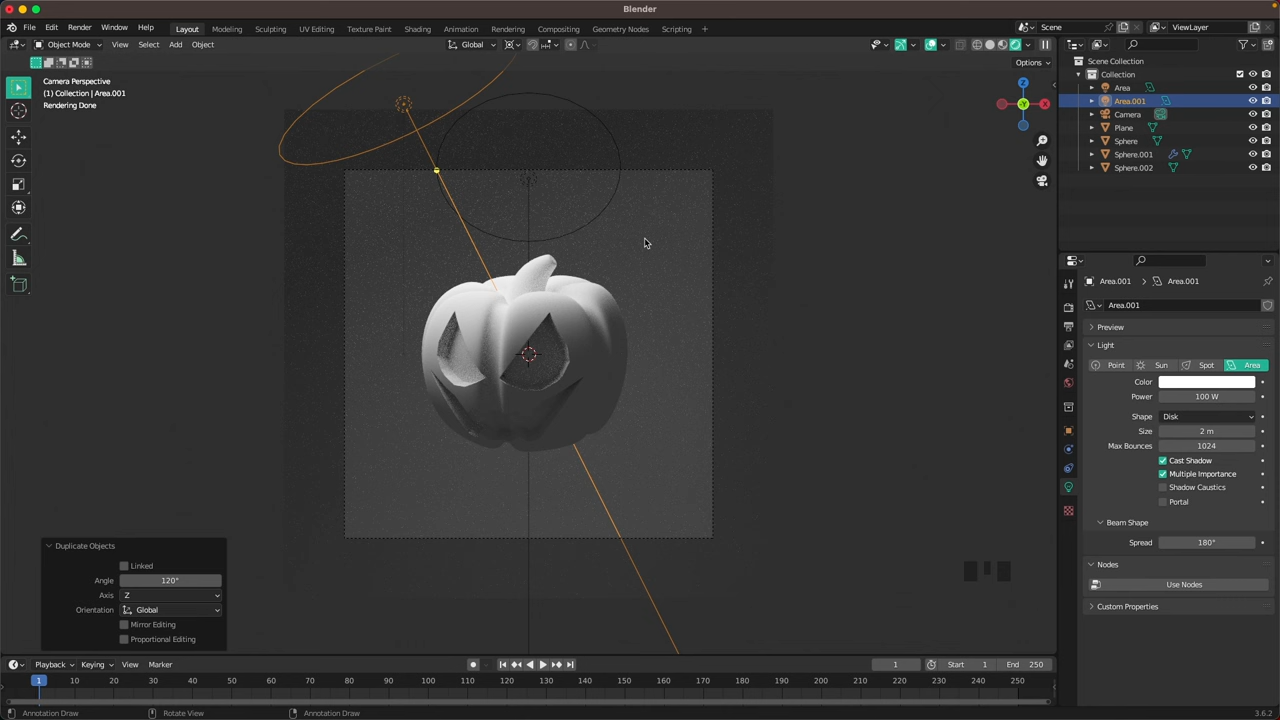 Blender
File Edit Render Window Help
Layout Modeling Sculpting UV Editing Texture Paint Shading Animation Rendering Compositing Geometry Nodes Scripting +
Scene
ViewLayer
Object Mode View Select Add Object
Global
Options
Camera Perspective
(1) Collection | Area.001
Rendering Done
Z
X
Y
Scene Collection
Collection
Area
Area.001
Camera
Plane
Sphere
Sphere.001
Sphere.002
Area.001 > Area.001
Area.001
Preview
Light
Point Sun Spot Area
Color
Power 100 W
Shape Disk
Size 2 m
Max Bounces 1024
Cast Shadow
Multiple Importance
Shadow Caustics
Portal
Beam Shape
Spread 180°
Nodes
Use Nodes
Custom Properties
Duplicate Objects
Linked
Angle 120°
Axis Z
Orientation Global
Mirror Editing
Proportional Editing
Playback Keying View Marker
1 Start 1 End 250
1 10 20 30 40 50 60 70 80 90 100 110 120 130 140 150 160 170 180 190 200 210 220 230 240 250
Annotation Draw Rotate View Annotation Draw 3.6.2